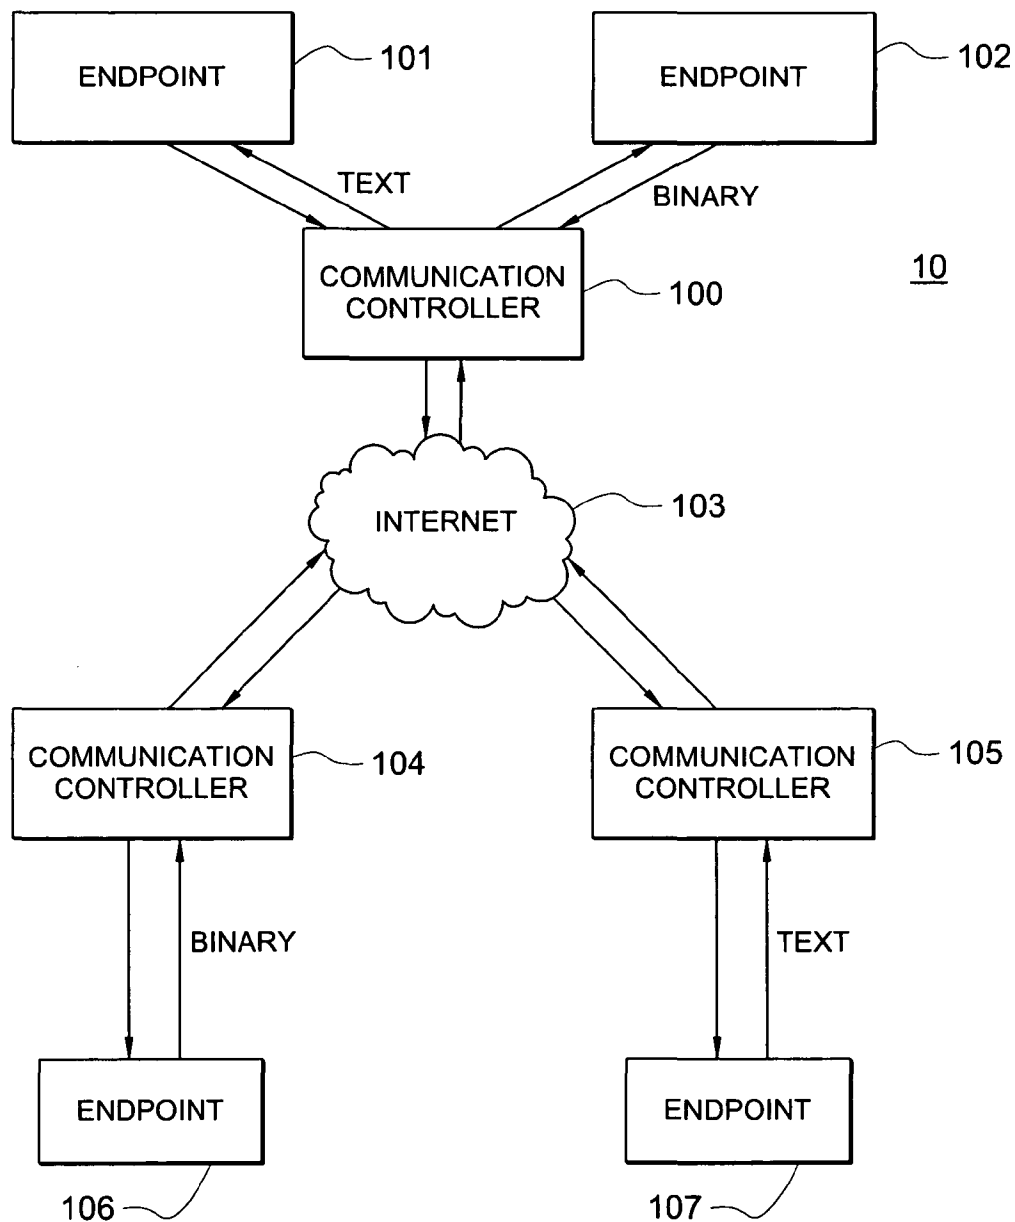 ENDPOINT
101
ENDPOINT
102
TEXT
BINARY
COMMUNICATION
CONTROLLER
100
10
INTERNET
103
COMMUNICATION
CONTROLLER
104
COMMUNICATION
CONTROLLER
105
BINARY
TEXT
ENDPOINT
106
ENDPOINT
107